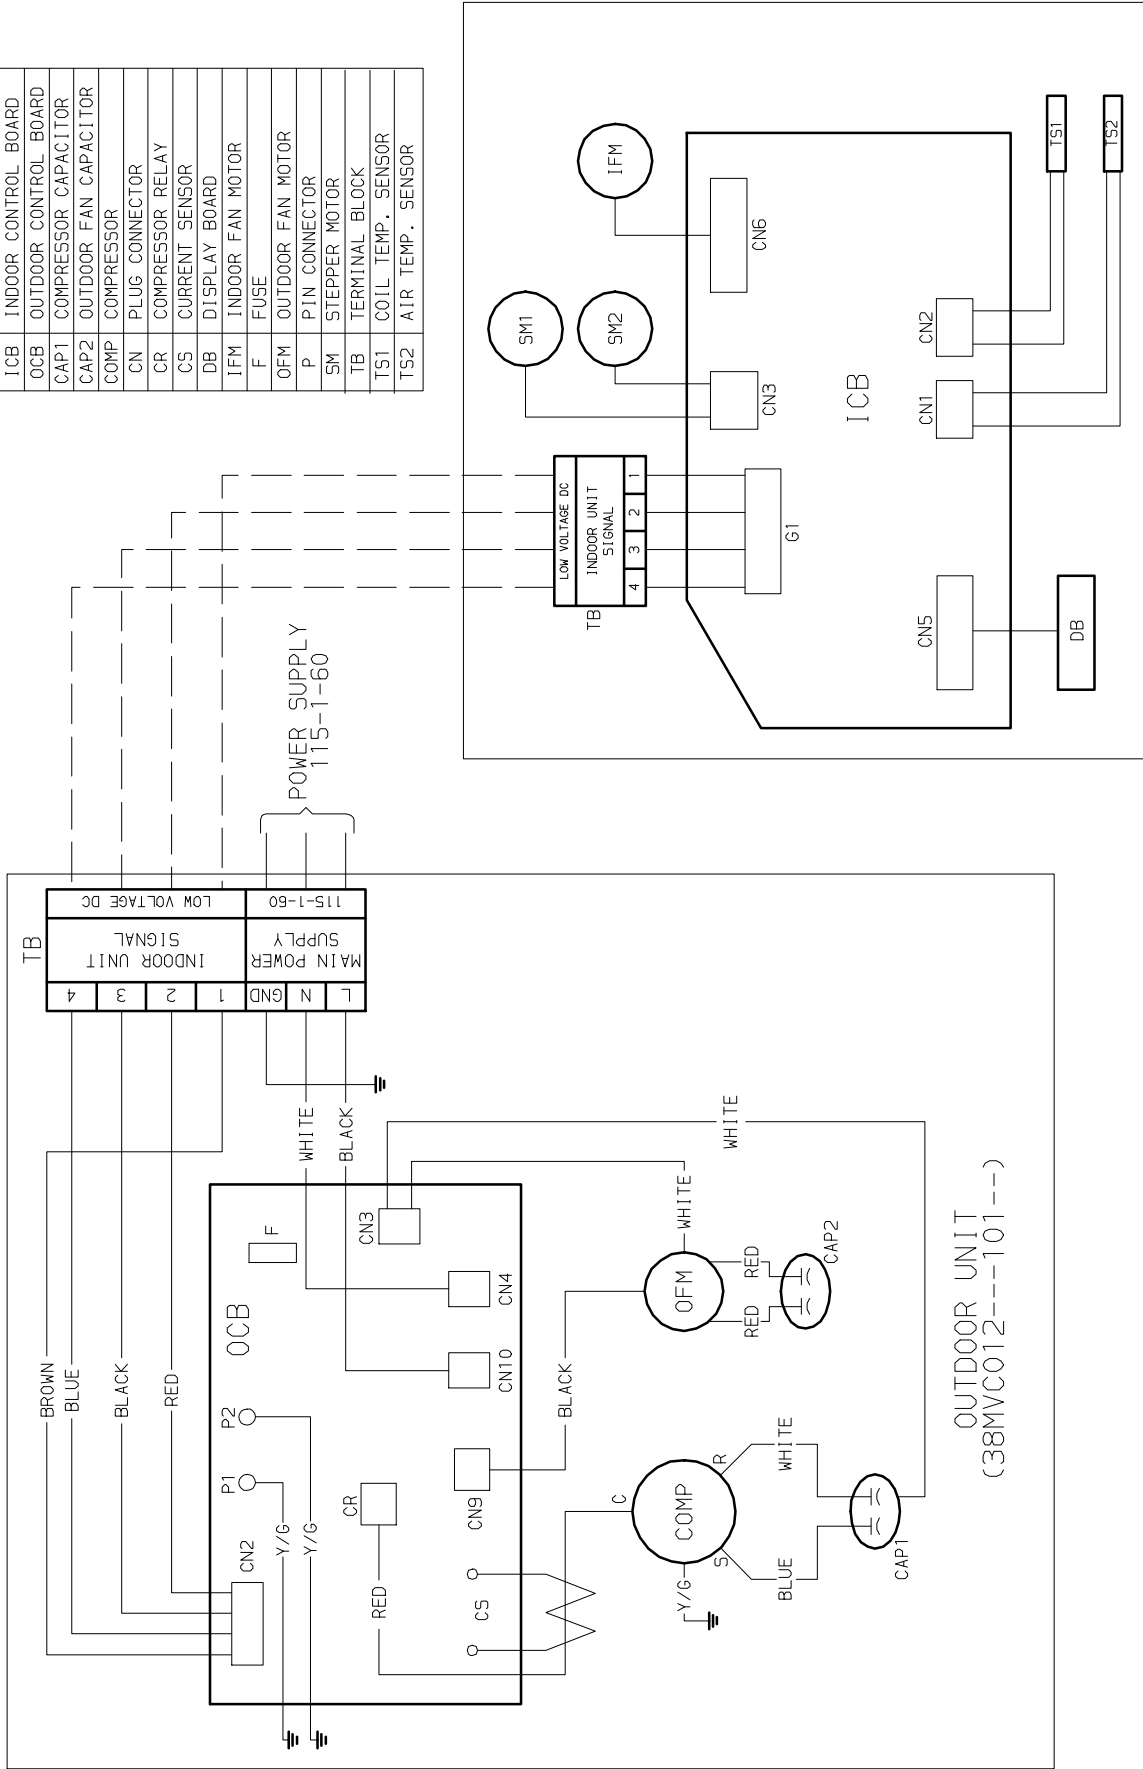 ICB INDOOR CONTROL BOARD
OCB OUTDOOR CONTROL BOARD
CAP1 COMPRESSOR CAPACITOR
CAP2 OUTDOOR FAN CAPACITOR
COMP COMPRESSOR
CN PLUG CONNECTOR
CR COMPRESSOR RELAY
CS CURRENT SENSOR
DB DISPLAY BOARD
IFM INDOOR FAN MOTOR
F FUSE
OFM OUTDOOR FAN MOTOR
P PIN CONNECTOR
SM STEPPER MOTOR
TB TERMINAL BLOCK
TS1 COIL TEMP. SENSOR
TS2 AIR TEMP. SENSOR
IFM
SM1
SM2
CN6
CN3
TS1
TS2
CN2
CN1
ICB
LOW VOLTAGE DC
INDOOR UNIT
SIGNAL
1
2
3
4
TB
G1
CN5
DB
POWER SUPPLY
115-1-60
TB
LOW VOLTAGE DC
115-1-60
INDOOR UNIT
SIGNAL
MAIN POWER
SUPPLY
4
3
2
1
GND
N
L
BROWN
BLUE
BLACK
RED
WHITE
BLACK
WHITE
WHITE
OCB
F
CN3
CN4
CN10
P2
P1
CN2
Y/G
Y/G
CR
CN9
RED
CS
BLACK
OFM
RED
RED
CAP2
C
COMP
R
S
Y/G
WHITE
BLUE
CAP1
OUTDOOR UNIT
(38MVC012---101--)